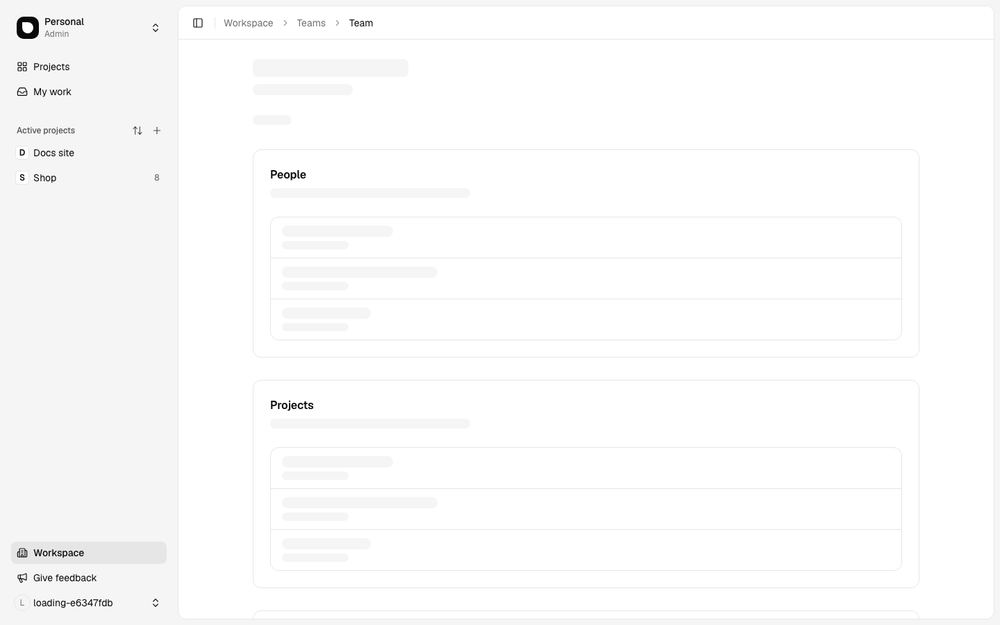 Personal
Admin
Projects
My work
Active projects
D Docs site
S Shop 8
Workspace
Give feedback
L loading-e6347fdb
Workspace > Teams > Team
People
Projects